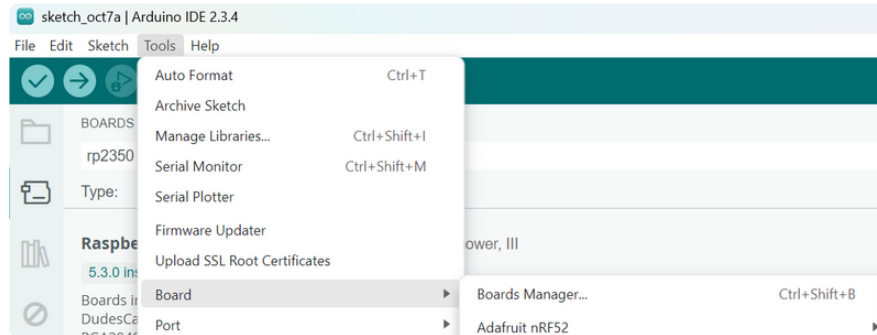 sketch_oct7a | Arduino IDE 2.3.4
File Edit Sketch Tools Help
Auto Format Ctrl+T
Archive Sketch
BOARDS
Manage Libraries... Ctrl+Shift+I
rp2350
Serial Monitor Ctrl+Shift+M
Type:
Serial Plotter
Firmware Updater
Raspbe ower, III
Upload SSL Root Certificates
5.3.0 ins
Board Boards Manager... Ctrl+Shift+B
Boards in
DudesCa
Port Adafruit nRF52